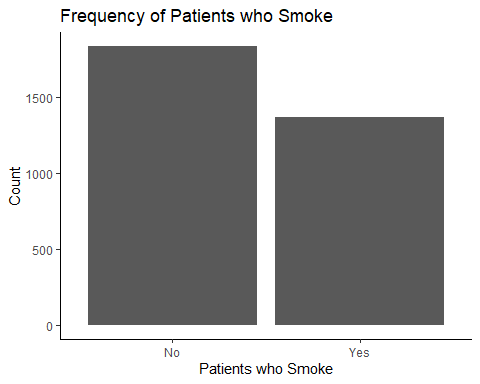 Frequency of Patients who Smoke
1500
1000
500
0
Count
No Yes
Patients who Smoke